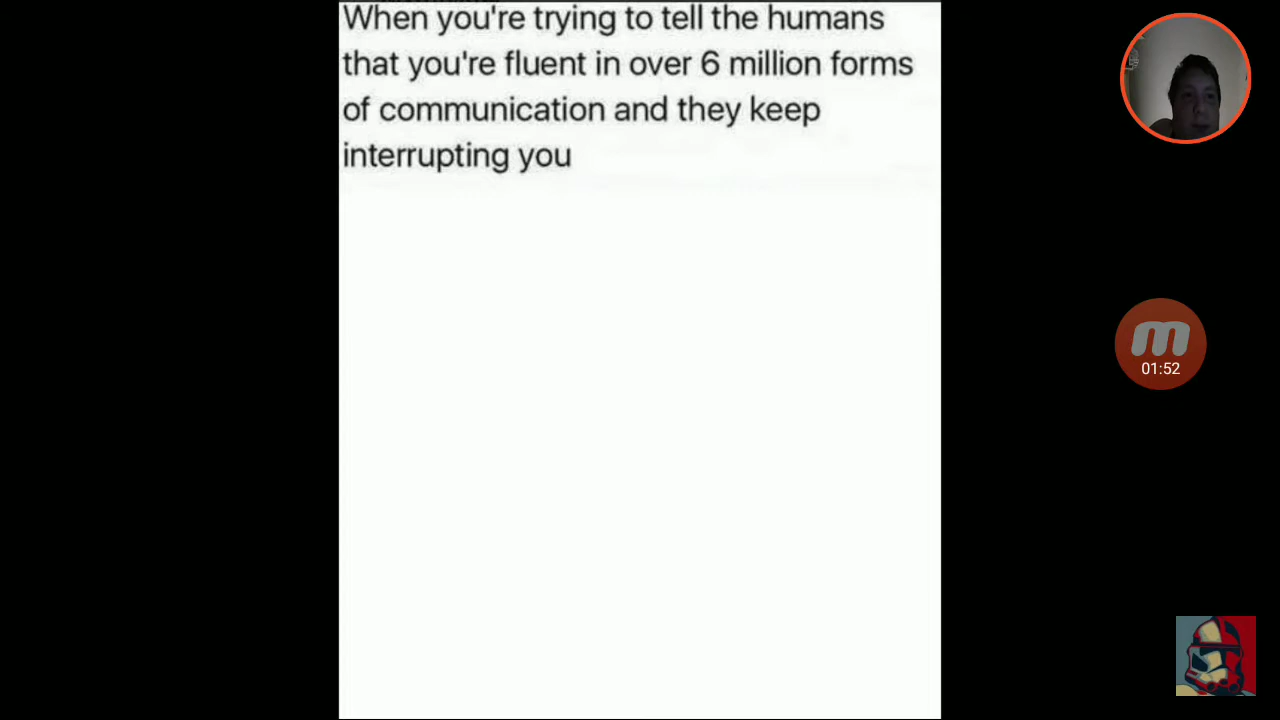 When you're trying to tell the humans
that you're fluent in over 6 million forms
of communication and they keep
interrupting you
m
01:52